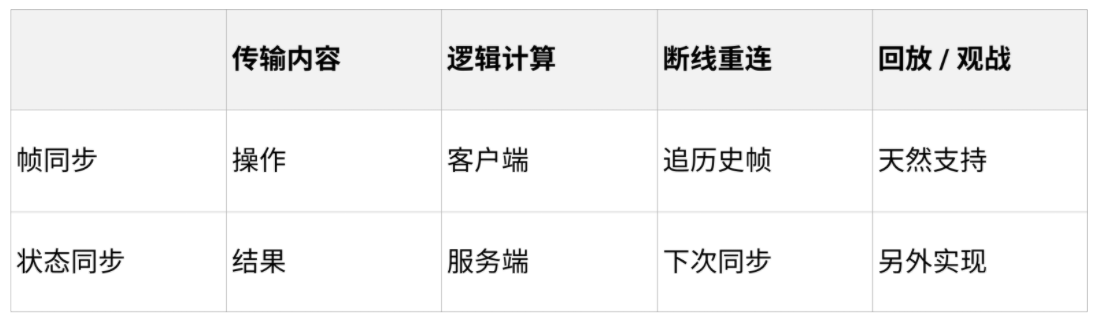 传输内容 逻辑计算 断线重连 回放 / 观战
帧同步 操作 客户端 追历史帧 天然支持
状态同步 结果 服务端 下次同步 另外实现